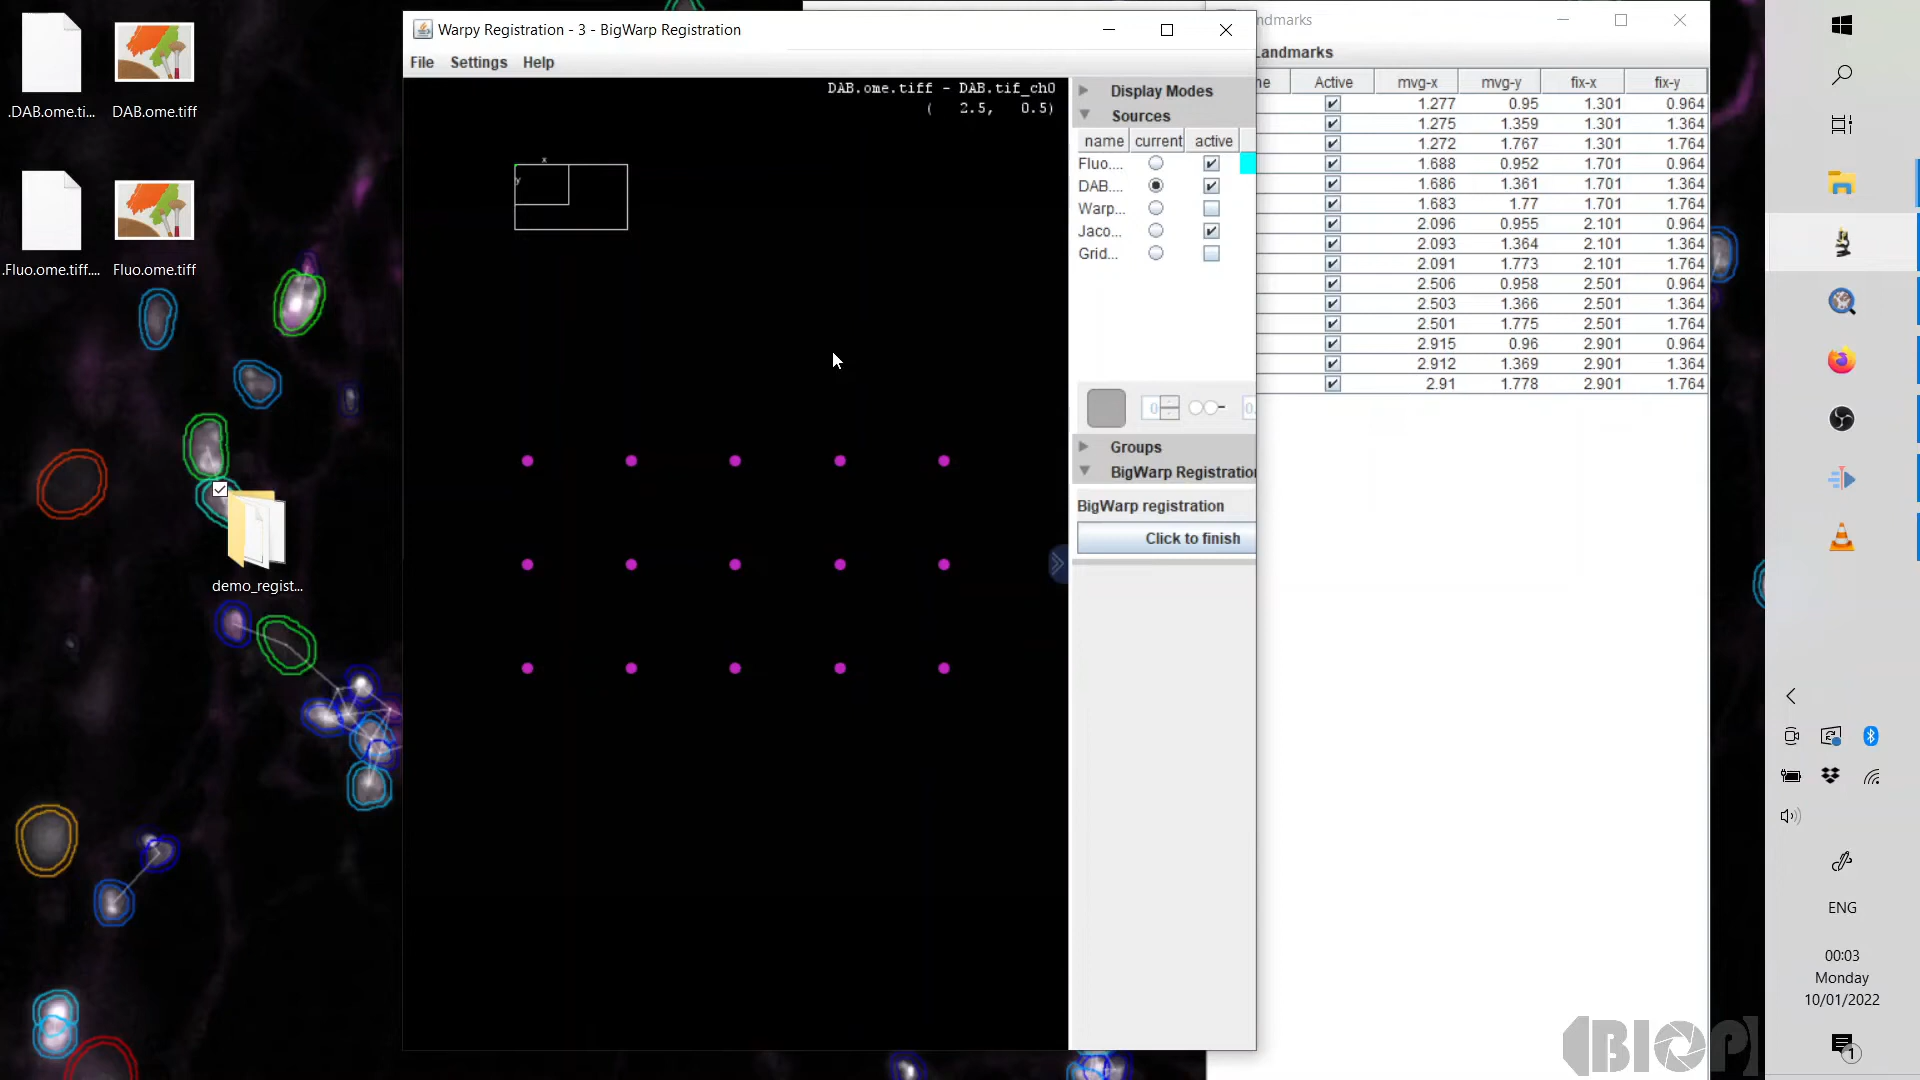 .DAB.ome.ti...
DAB.ome.tiff
.Fluo.ome.tiff....
Fluo.ome.tiff
demo_regist...
Warpy Registration - 3 - BigWarp Registration
File Settings Help
DAB.ome.tiff - DAB.tif_ch0
( 2.5, 0.5)
x
y
Display Modes
Sources
name current active
Fluo....
DAB....
Warp...
Jaco...
Grid...
0
0.
Groups
BigWarp Registration
BigWarp registration
Click to finish
ndmarks
Landmarks
ne Active mvg-x mvg-y fix-x fix-y
1.277 0.95 1.301 0.964
1.275 1.359 1.301 1.364
1.272 1.767 1.301 1.764
1.688 0.952 1.701 0.964
1.686 1.361 1.701 1.364
1.683 1.77 1.701 1.764
2.096 0.955 2.101 0.964
2.093 1.364 2.101 1.364
2.091 1.773 2.101 1.764
2.506 0.958 2.501 0.964
2.503 1.366 2.501 1.364
2.501 1.775 2.501 1.764
2.915 0.96 2.901 0.964
2.912 1.369 2.901 1.364
2.91 1.778 2.901 1.764
ENG
00:03
Monday
10/01/2022
1
BIOP